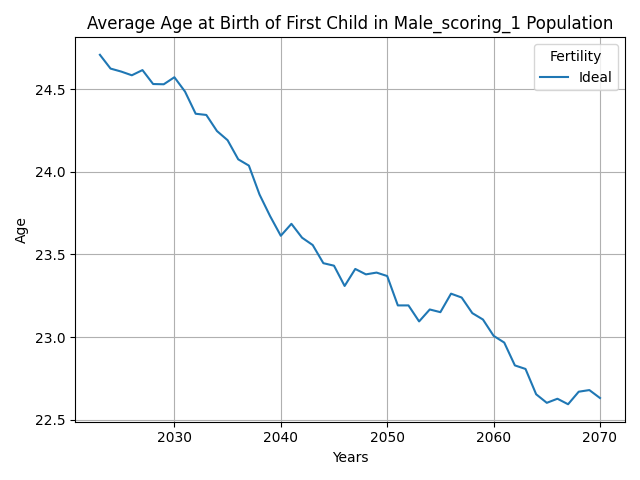 Average Age at Birth of First Child in Male_scoring_1 Population
Fertility
Ideal
24.5
24.0
23.5
23.0
22.5
Age
2030 2040 2050 2060 2070
Years